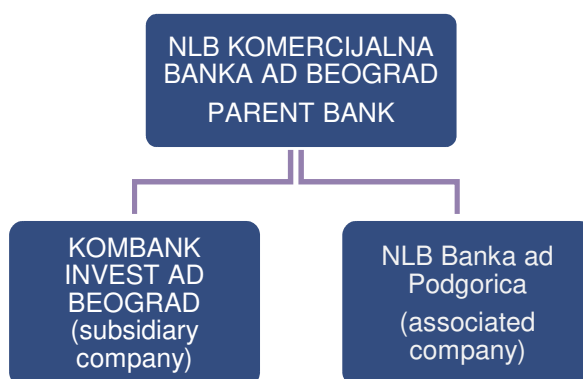 NLB KOMERCIJALNA
BANKA AD BEOGRAD
PARENT BANK
KOMBANK
INVEST AD
BEOGRAD
(subsidiary
company)
NLB Banka ad
Podgorica
(associated
company)